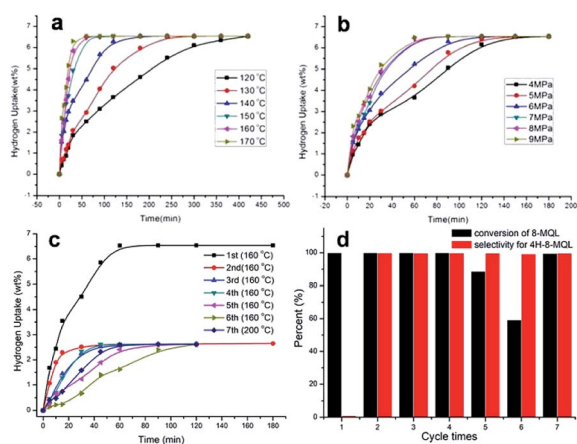 a
Hydrogen Uptake(wt%)
7
6
5
4
3
2
1
0
-1
120 °C
130 °C
140 °C
150 °C
160 °C
170 °C
-50 0 50 100 150 200 250 300 350 400 450
Time(min)
b
Hydrogen Uptake(wt%)
7
6
5
4
3
2
1
0
-1
4MPa
5MPa
6MPa
7MPa
8MPa
9MPa
-20 0 20 40 60 80 100 120 140 160 180 200
Time(min)
c
Hydrogen Uptake (wt%)
7
6
5
4
3
2
1
0
1st (160 °C)
2nd(160 °C)
3rd (160 °C)
4th (160 °C)
5th (160 °C)
6th (160 °C)
7th (200 °C)
0 20 40 60 80 100 120 140 160 180
Time (min)
d
conversion of 8-MQL
selectivity for 4H-8-MQL
Percent (%)
100
80
60
40
20
0
1 2 3 4 5 6 7
Cycle times